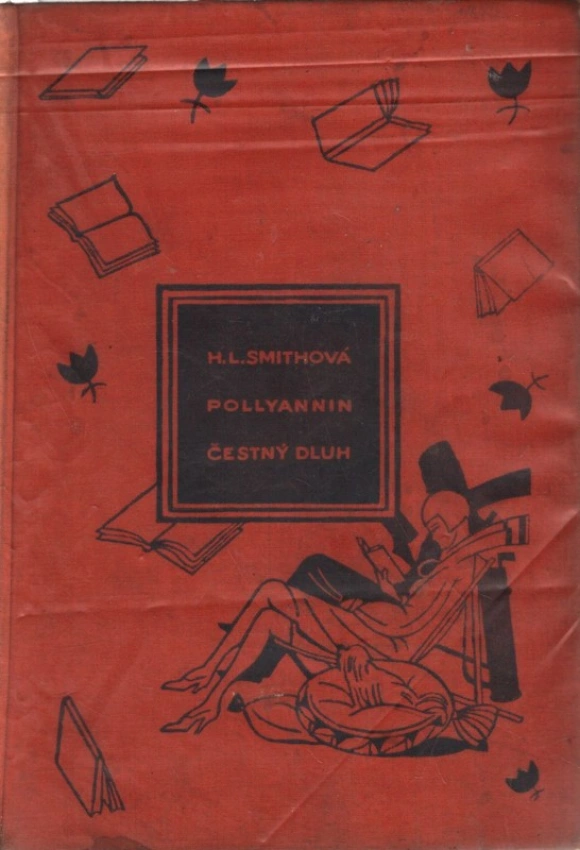 H.L.SMITHOVÁ
POLLYANNIN
ČESTNÝ DLUH